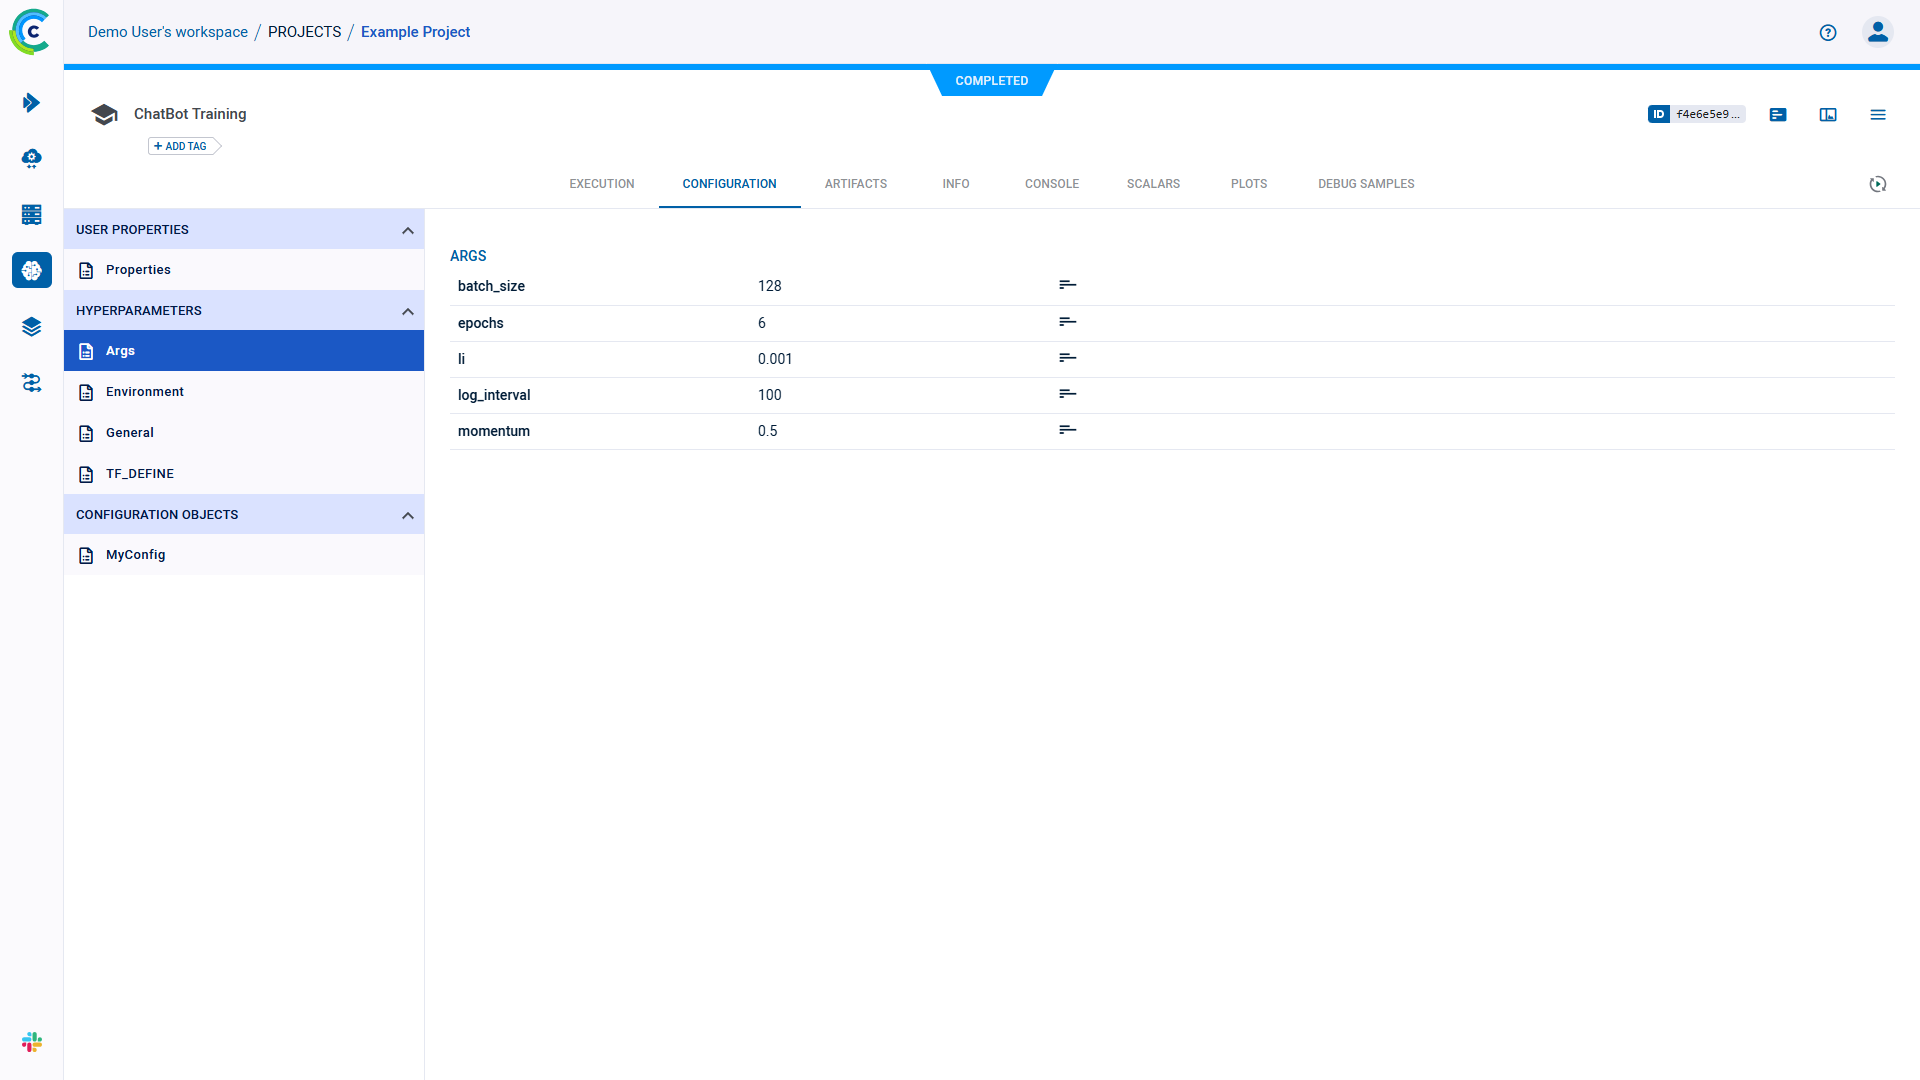 Demo User's workspace / PROJECTS / Example Project
COMPLETED
ChatBot Training
ID f4e6e5e9...
+ ADD TAG
EXECUTION CONFIGURATION ARTIFACTS INFO CONSOLE SCALARS PLOTS DEBUG SAMPLES
USER PROPERTIES
Properties
HYPERPARAMETERS
Args
Environment
General
TF_DEFINE
CONFIGURATION OBJECTS
MyConfig
ARGS
batch_size 128
epochs 6
li 0.001
log_interval 100
momentum 0.5